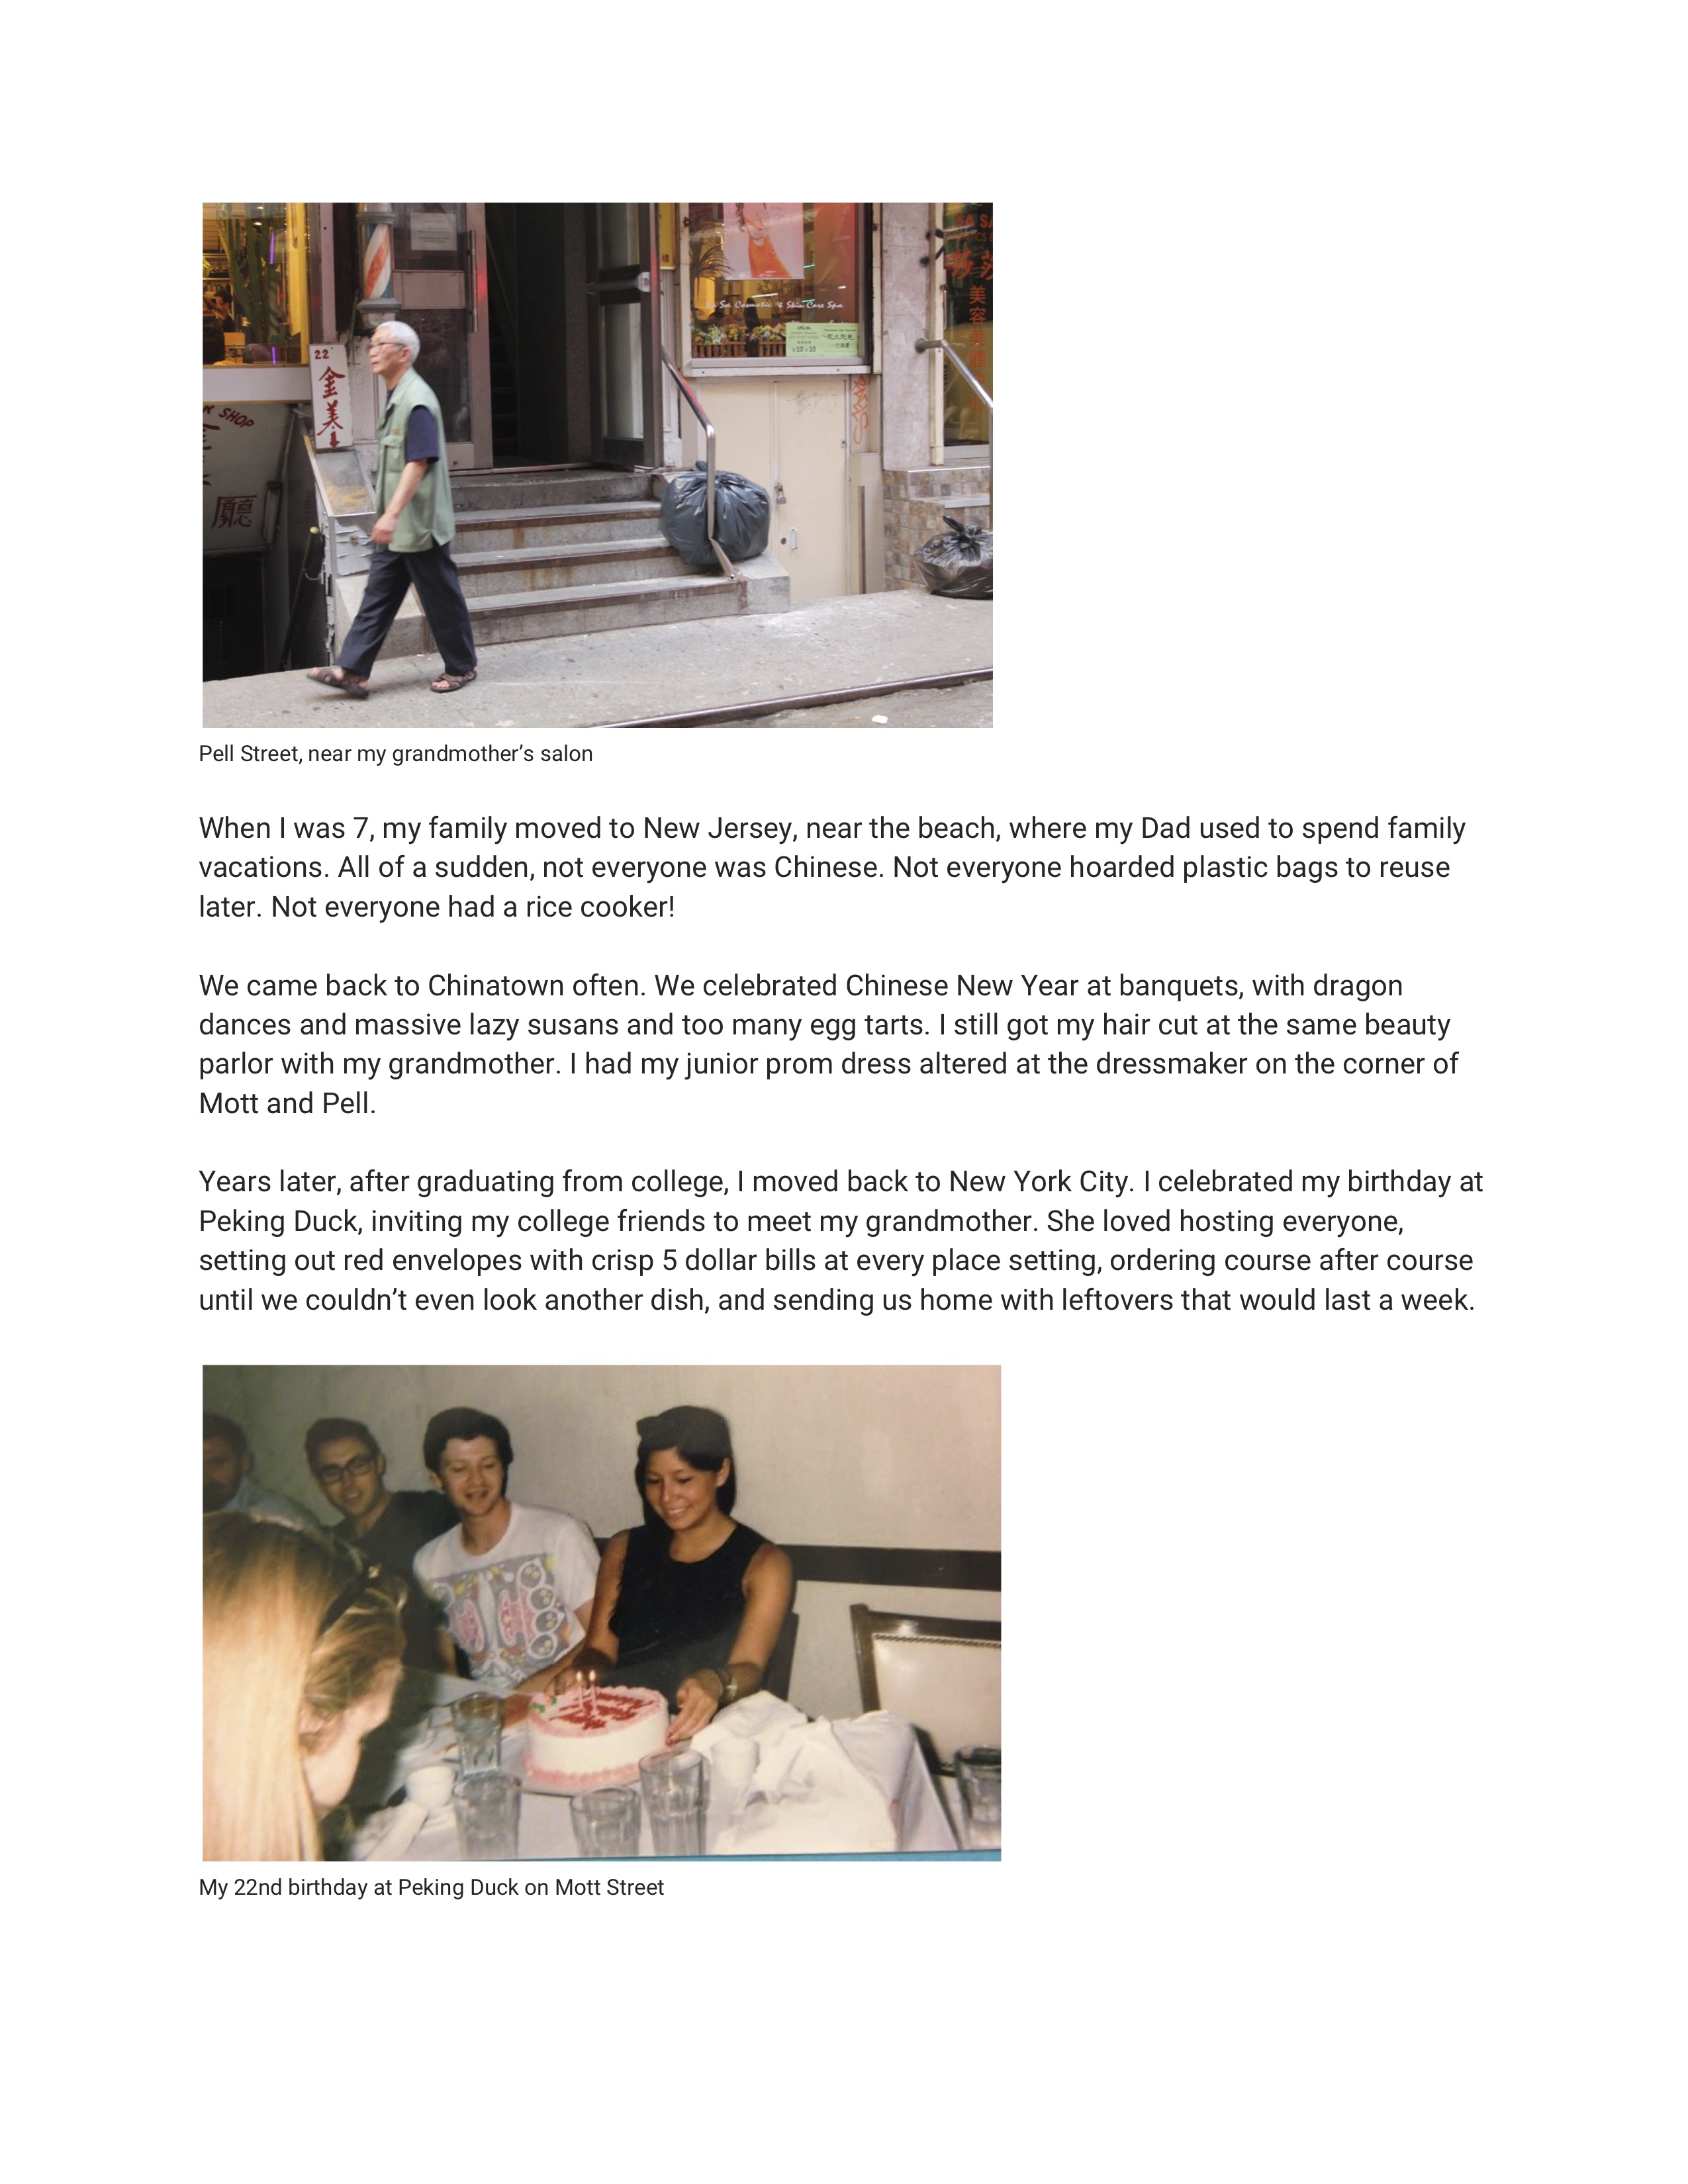 22
金美
R SHOP
廳
Sa Sa Cosmetic & Skin Care Spa
SA SA
莎莎
美容
Pell Street, near my grandmother’s salon
When I was 7, my family moved to New Jersey, near the beach, where my Dad used to spend family
vacations. All of a sudden, not everyone was Chinese. Not everyone hoarded plastic bags to reuse
later. Not everyone had a rice cooker!
We came back to Chinatown often. We celebrated Chinese New Year at banquets, with dragon
dances and massive lazy susans and too many egg tarts. I still got my hair cut at the same beauty
parlor with my grandmother. I had my junior prom dress altered at the dressmaker on the corner of
Mott and Pell.
Years later, after graduating from college, I moved back to New York City. I celebrated my birthday at
Peking Duck, inviting my college friends to meet my grandmother. She loved hosting everyone,
setting out red envelopes with crisp 5 dollar bills at every place setting, ordering course after course
until we couldn’t even look another dish, and sending us home with leftovers that would last a week.
My 22nd birthday at Peking Duck on Mott Street